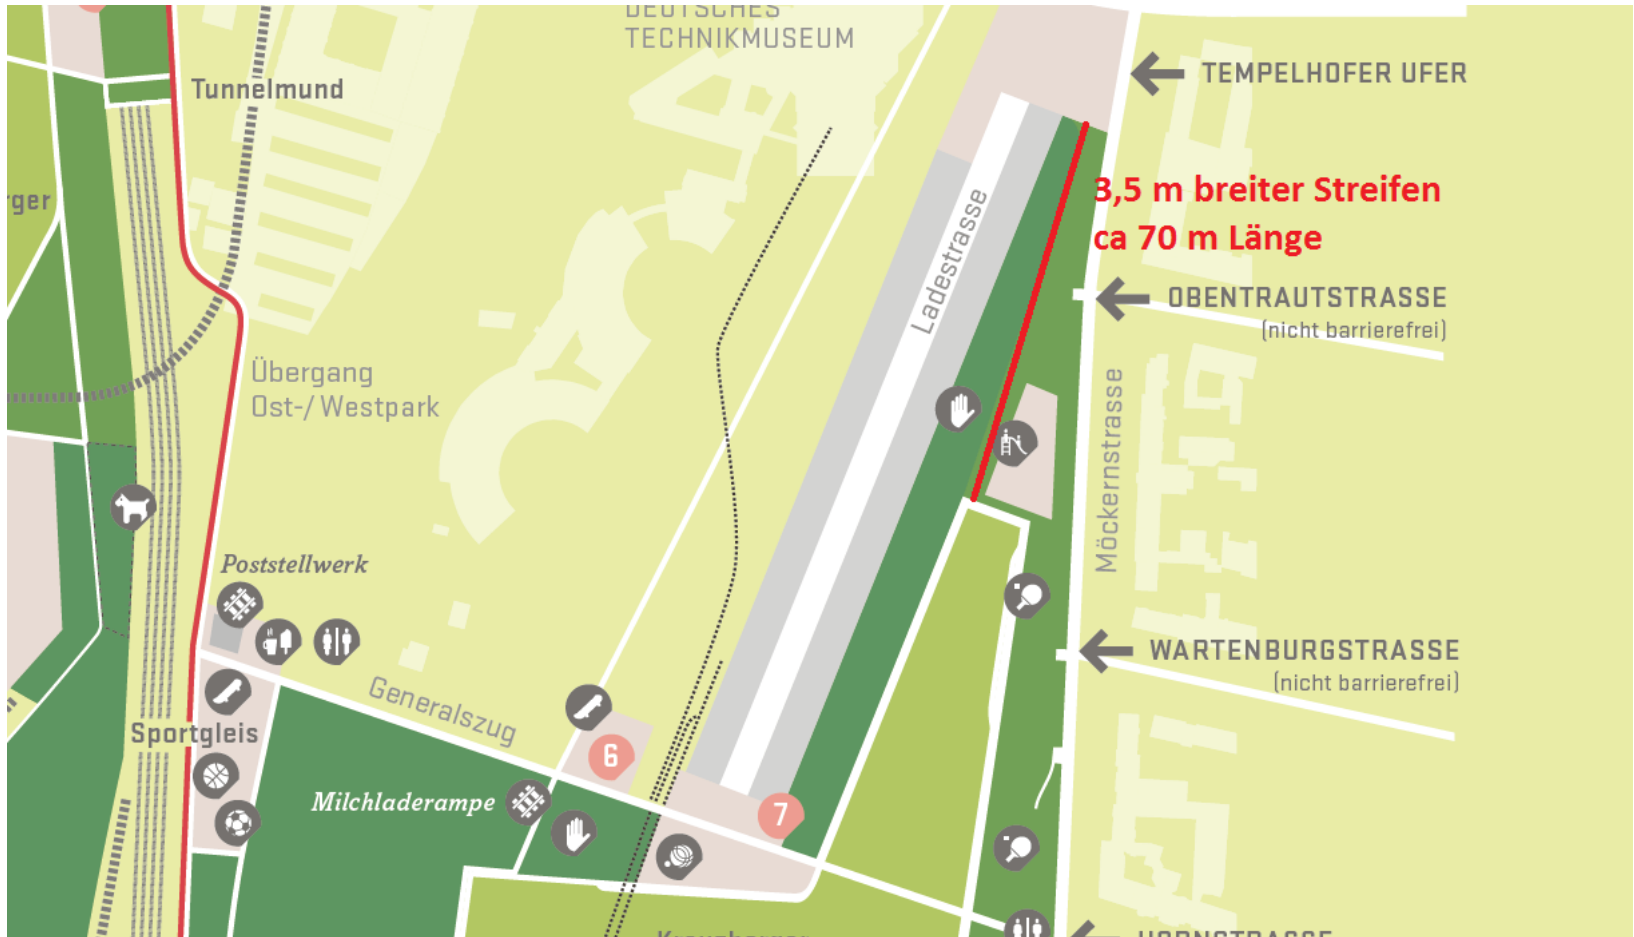 DEUTSCHES
TECHNIKMUSEUM
TEMPELHOFER UFER
Tunnelmund
3,5 m breiter Streifen
ca 70 m Länge
Ladestrasse
OBENTRAUTSTRASSE
(nicht barrierefrei)
Übergang
Ost-/Westpark
Möckernstrasse
Poststellwerk
WARTENBURGSTRASSE
(nicht barrierefrei)
Generalszug
Sportgleis
6
Milchladerampe
7